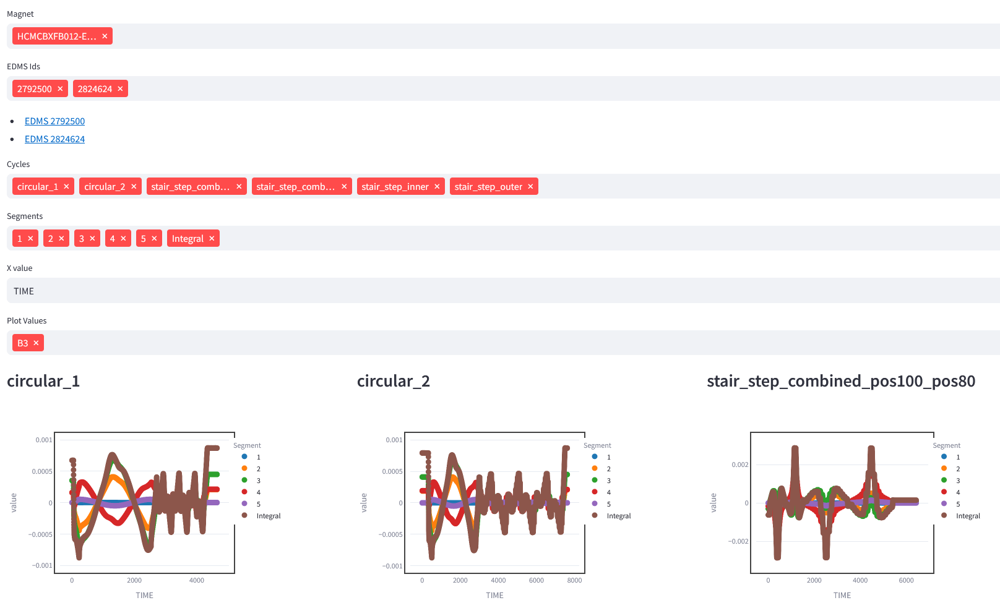 Magnet
HCMCBXFB012-E... ×
EDMS Ids
2792500 × 2824624 ×
• EDMS 2792500
• EDMS 2824624
Cycles
circular_1 × circular_2 × stair_step_comb... × stair_step_comb... × stair_step_inner × stair_step_outer ×
Segments
1 × 2 × 3 × 4 × 5 × Integral ×
X value
TIME
Plot Values
B3 ×
circular_1
0.001
0.0005
0
−0.0005
−0.001
value
0 2000 4000
TIME
Segment
1
2
3
4
5
Integral
circular_2
0.001
0.0005
0
−0.0005
−0.001
value
0 2000 4000 6000 8000
TIME
Segment
1
2
3
4
5
Integral
stair_step_combined_pos100_pos80
0.002
0
−0.002
value
0 2000 4000 6000
TIME
Segment
1
2
3
4
5
Integral